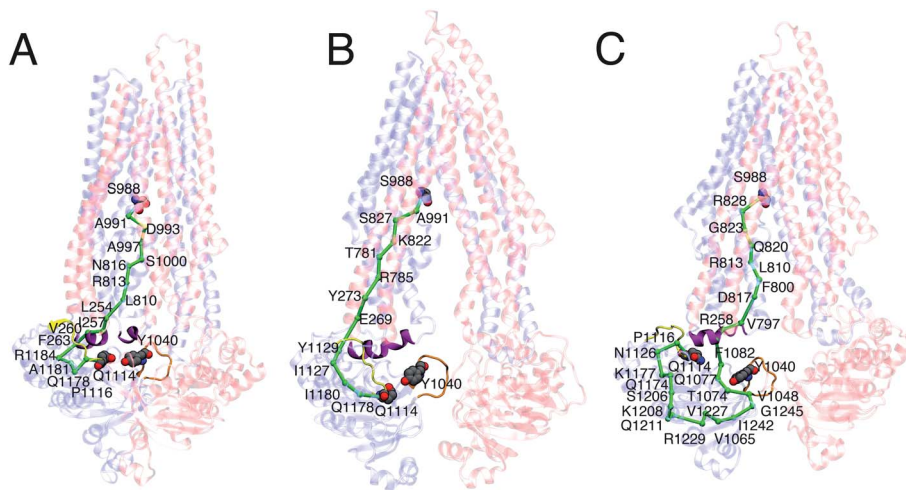 A
S988
A991
D993
A997
N816
S1000
R813
L810
L254
I257
V260
F263
Y1040
R1184
A1181
Q1114
Q1178
P1116
B
S988
S827
A991
K822
T781
R785
Y273
E269
Y1129
I1127
Y1040
I1180
Q1178
Q1114
C
S988
R828
G823
Q820
R813
L810
F800
D817
R258
V797
P1116
N1126
F1082
Q1114
Y1040
K1177
Q1077
Q1174
T1074
V1048
S1206
G1245
K1208
V1227
I1242
Q1211
R1229
V1065